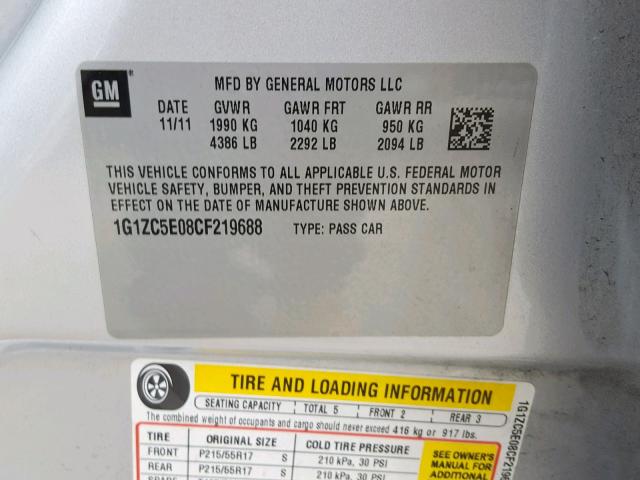 GM
MFD BY GENERAL MOTORS LLC
DATE GVWR GAWR FRT GAWR RR
11/11 1990 KG 1040 KG 950 KG
4386 LB 2292 LB 2094 LB
THIS VEHICLE CONFORMS TO ALL APPLICABLE U.S. FEDERAL MOTOR
VEHICLE SAFETY, BUMPER, AND THEFT PREVENTION STANDARDS IN
EFFECT ON THE DATE OF MANUFACTURE SHOWN ABOVE.
1G1ZC5E08CF219688 TYPE: PASS CAR
TIRE AND LOADING INFORMATION
SEATING CAPACITY TOTAL 5 FRONT 2 REAR 3
The combined weight of occupants and cargo should never exceed 416 kg or 917 lbs.
TIRE ORIGINAL SIZE COLD TIRE PRESSURE
FRONT P215/55R17 S 210 kPa, 30 PSI
REAR P215/55R17 S 210 kPa, 30 PSI
SEE OWNER'S
MANUAL FOR
ADDITIONAL
1G1ZC5E08CF219